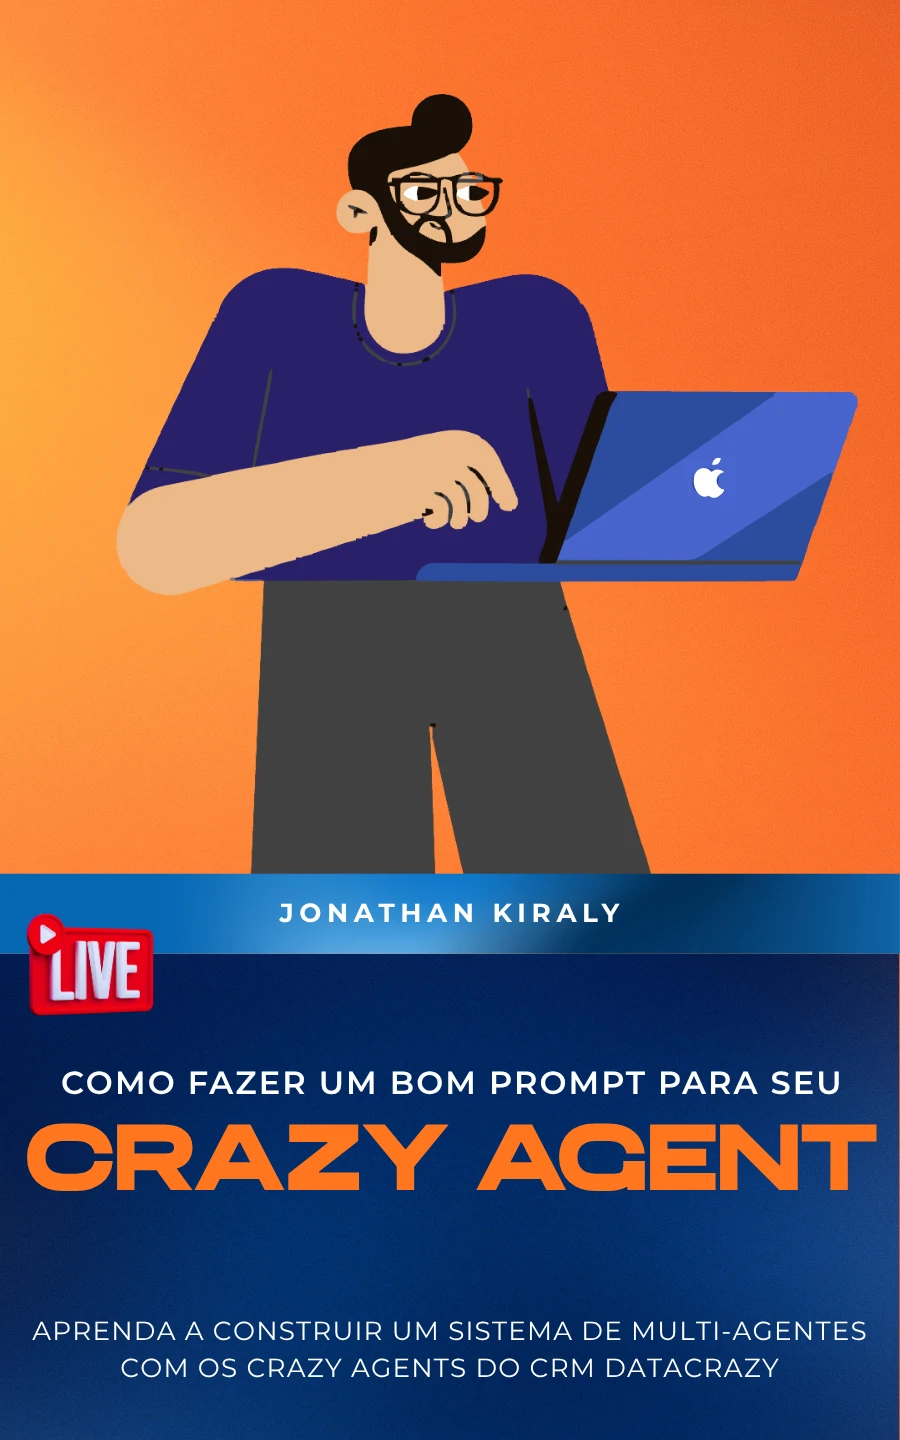 JONATHAN KIRALY
LIVE
COMO FAZER UM BOM PROMPT PARA SEU
CRAZY AGENT
APRENDA A CONSTRUIR UM SISTEMA DE MULTI-AGENTES
COM OS CRAZY AGENTS DO CRM DATACRAZY